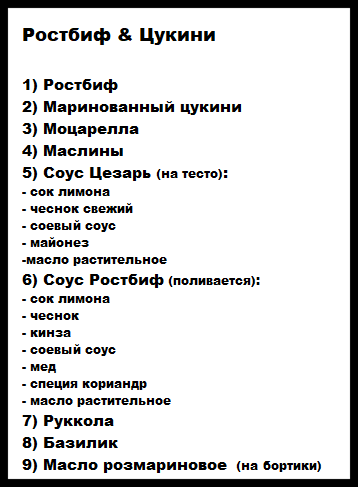 Ростбиф & Цукини
1) Ростбиф
2) Маринованный цукини
3) Моцарелла
4) Маслины
5) Соус Цезарь (на тесто):
- сок лимона
- чеснок свежий
- соевый соус
- майонез
-масло растительное
6) Соус Ростбиф (поливается):
- сок лимона
- чеснок
- кинза
- соевый соус
- мед
- специя кориандр
- масло растительное
7) Руккола
8) Базилик
9) Масло розмариновое (на бортики)